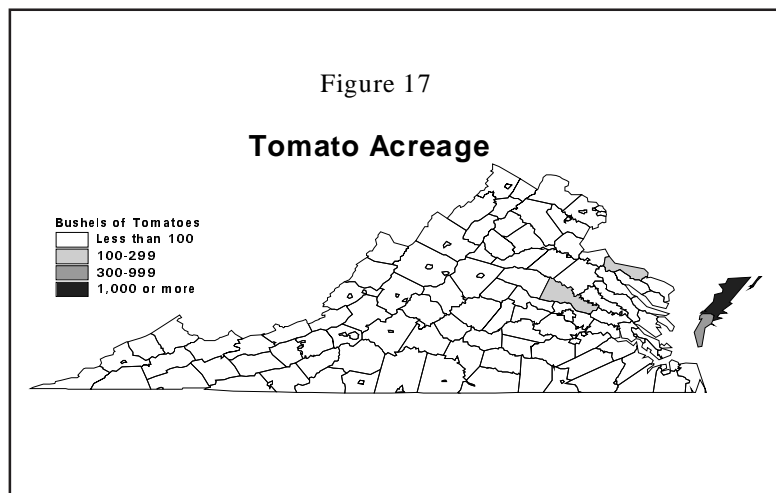 Figure 17
Tomato Acreage
Bushels of Tomatoes
Less than 100
100-299
300-999
1,000 or more